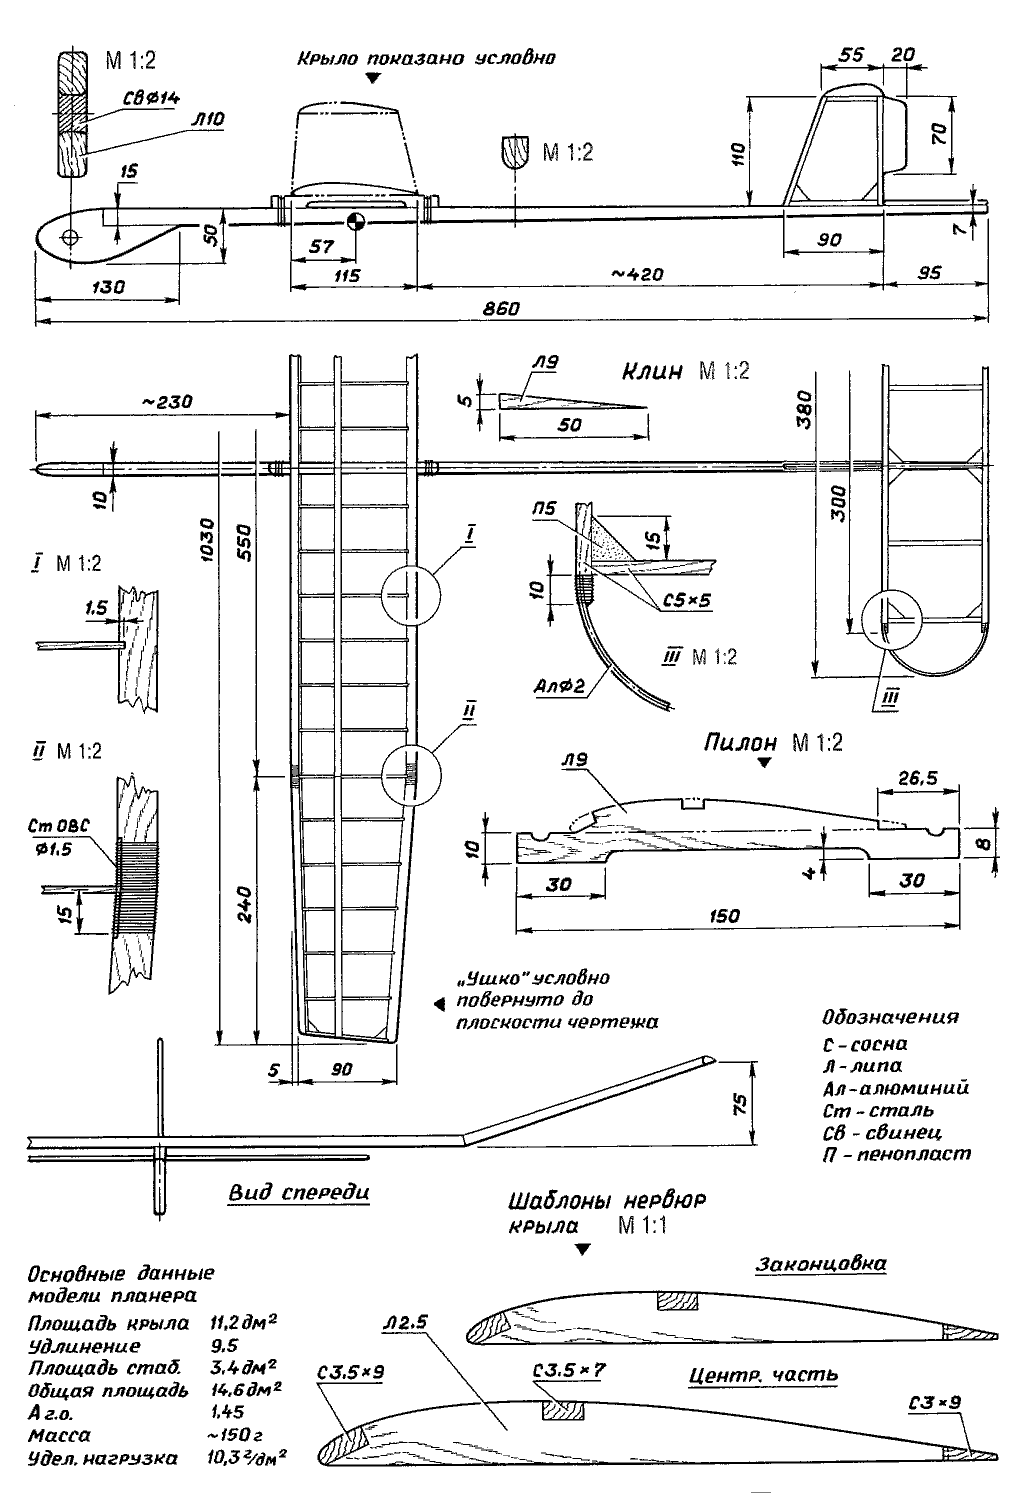 М 1:2
Крыло показано условно
55
20
СвФ14
Л10
М 1:2
110
70
15
50
57
7
90
130
115
~420
95
860
Л9
Клин М 1:2
5
50
~230
380
300
10
1030
550
I
П5
15
10
С5×5
I М 1:2
1.5
III М 1:2
АлФ2
III
II
II М 1:2
Пилон М 1:2
Л9
26.5
Ст ОВС
Ф1.5
10
8
4
30
30
15
240
150
„Ушко" условно
повернуто до
плоскости чертежа
5
90
75
Обозначения
С - сосна
Л - липа
Ал - алюминий
Ст - сталь
Св - свинец
П - пенопласт
Вид спереди
Шаблоны нервюр
крыла М 1:1
Законцовка
Основные данные
модели планера
Площадь крыла 11,2 дм²
Удлинение 9.5
Площадь стаб. 3.4 дм²
Общая площадь 14,6 дм²
А г.о. 1.45
Масса ~150 г
Удел. нагрузка 10,3 г/дм²
Л2.5
С3.5×9
С3.5×7
Центр. часть
С3×9